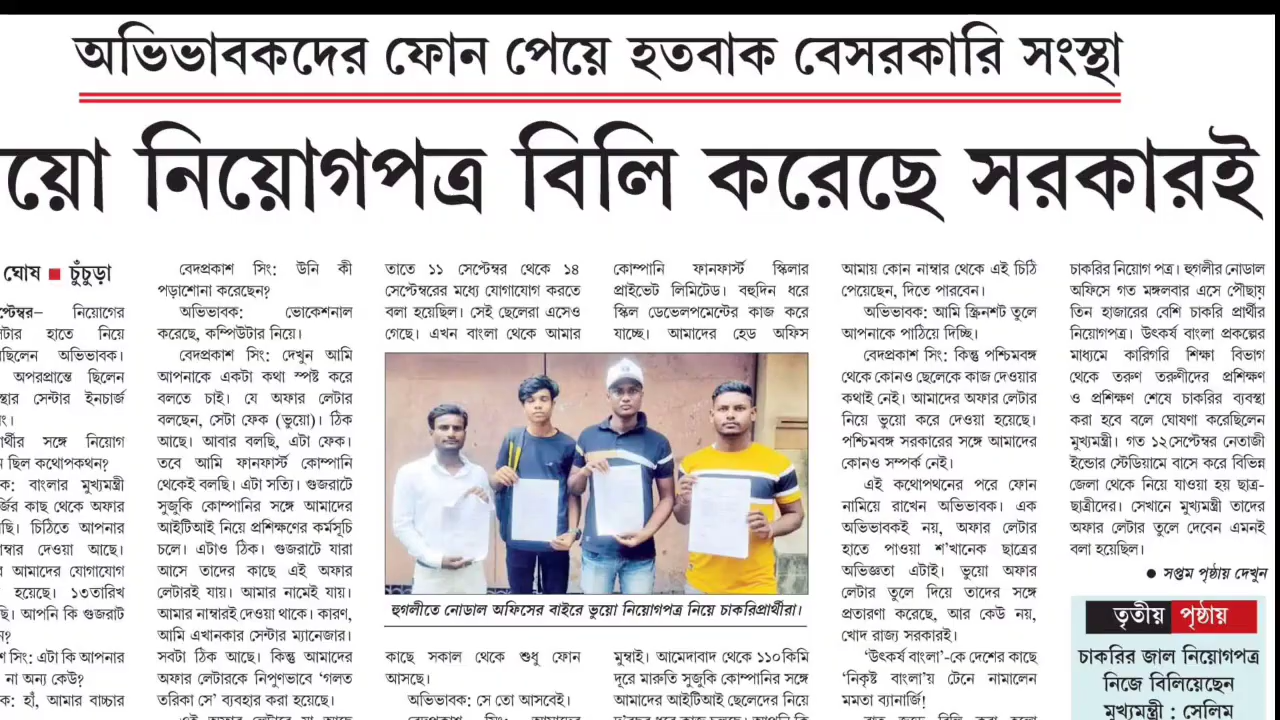 অভিভাবকদের ফোন পেয়ে হতবাক বেসরকারি সংস্থা
য়ো নিয়োগপত্র বিলি করেছে সরকারই
ঘোষ ■ চুঁচুড়া
প্টেম্বর— নিয়োগের
টার হাতে নিয়ে
ছিলেন অভিভাবক।
অপরপ্রান্তে ছিলেন
স্থার সেন্টার ইনচার্জ
ং।
র্থীর সঙ্গে নিয়োগ
ন ছিল কথোপকথন?
ক: বাংলার মুখ্যমন্ত্রী
র্জির কাছ থেকে অফার
ছি। চিঠিতে আপনার
ম্বার দেওয়া আছে।
র আমাদের যোগাযোগ
হয়েছে। ১৩তারিখ
ছি। আপনি কি গুজরাট
ন?
শ সিং: এটা কি আপনার
না অন্য কেউ?
ক: হাঁ, আমার বাচ্চার
বেদপ্রকাশ সিং: উনি কী
পড়াশোনা করেছেন?
অভিভাবক: ভোকেশনাল
করেছে, কম্পিউটার নিয়ে।
বেদপ্রকাশ সিং: দেখুন আমি
আপনাকে একটা কথা স্পষ্ট করে
বলতে চাই। যে অফার লেটার
বলছেন, সেটা ফেক (ভুয়ো)। ঠিক
আছে। আবার বলছি, এটা ফেক।
তবে আমি ফানফার্স্ট কোম্পানি
থেকেই বলছি। এটা সত্যি। গুজরাটে
সুজুকি কোম্পানির সঙ্গে আমাদের
আইটিআই নিয়ে প্রশিক্ষণের কর্মসূচি
চলে। এটাও ঠিক। গুজরাটে যারা
আসে তাদের কাছে এই অফার
লেটারই যায়। আমার নামেই যায়।
আমার নাম্বারই দেওয়া থাকে। কারণ,
আমি এখানকার সেন্টার ম্যানেজার।
সবটা ঠিক আছে। কিন্তু আমাদের
অফার লেটারকে নিপুণভাবে ‘গলত
তরিকা সে’ ব্যবহার করা হয়েছে।
তাতে ১১ সেপ্টেম্বর থেকে ১৪
সেপ্টেম্বরের মধ্যে যোগাযোগ করতে
বলা হয়েছিল। সেই ছেলেরা এসেও
গেছে। এখন বাংলা থেকে আমার
কোম্পানি ফানফার্স্ট স্কিলার
প্রাইভেট লিমিটেড। বহুদিন ধরে
স্কিল ডেভেলপমেন্টের কাজ করে
যাচ্ছে। আমাদের হেড অফিস
হুগলীতে নোডাল অফিসের বাইরে ভুয়ো নিয়োগপত্র নিয়ে চাকরিপ্রার্থীরা।
কাছে সকাল থেকে শুধু ফোন
আসছে।
অভিভাবক: সে তো আসবেই।
মুম্বাই। আমেদাবাদ থেকে ১১০কিমি
দূরে মারুতি সুজুকি কোম্পানির সঙ্গে
আমাদের আইটিআই ছেলেদের নিয়ে
আমায় কোন নাম্বার থেকে এই চিঠি
পেয়েছেন, দিতে পারবেন।
অভিভাবক: আমি স্ক্রিনশট তুলে
আপনাকে পাঠিয়ে দিচ্ছি।
বেদপ্রকাশ সিং: কিন্তু পশ্চিমবঙ্গ
থেকে কোনও ছেলেকে কাজ দেওয়ার
কথাই নেই। আমাদের অফার লেটার
নিয়ে ভুয়ো করে দেওয়া হয়েছে।
পশ্চিমবঙ্গ সরকারের সঙ্গে আমাদের
কোনও সম্পর্ক নেই।
এই কথোপথনের পরে ফোন
নামিয়ে রাখেন অভিভাবক। এক
অভিভাবকই নয়, অফার লেটার
হাতে পাওয়া শ’খানেক ছাত্রের
অভিজ্ঞতা এটাই। ভুয়ো অফার
লেটার তুলে দিয়ে তাদের সঙ্গে
প্রতারণা করেছে, আর কেউ নয়,
খোদ রাজ্য সরকারই।
‘উৎকর্ষ বাংলা’-কে দেশের কাছে
‘নিকৃষ্ট বাংলা’য় টেনে নামালেন
মমতা ব্যানার্জি!
চাকরির নিয়োগ পত্র। হুগলীর নোডাল
অফিসে গত মঙ্গলবার এসে পৌছায়
তিন হাজারের বেশি চাকরি প্রার্থীর
নিয়োগপত্র। উৎকর্ষ বাংলা প্রকল্পের
মাধ্যমে কারিগরি শিক্ষা বিভাগ
থেকে তরুণ তরুণীদের প্রশিক্ষণ
ও প্রশিক্ষণ শেষে চাকরির ব্যবস্থা
করা হবে বলে ঘোষণা করেছিলেন
মুখ্যমন্ত্রী। গত ১২সেপ্টেম্বর নেতাজী
ইন্ডোর স্টেডিয়ামে বাসে করে বিভিন্ন
জেলা থেকে নিয়ে যাওয়া হয় ছাত্র-
ছাত্রীদের। সেখানে মুখ্যমন্ত্রী তাদের
অফার লেটার তুলে দেবেন এমনই
বলা হয়েছিল।
● সপ্তম পৃষ্ঠায় দেখুন
তৃতীয় পৃষ্ঠায়
চাকরির জাল নিয়োগপত্র
নিজে বিলিয়েছেন
মুখ্যমন্ত্রী : সেলিম